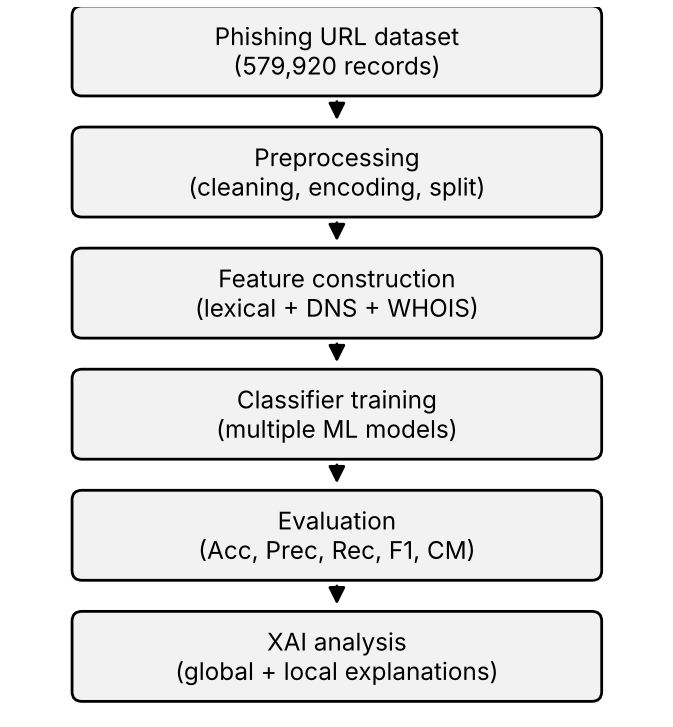 Phishing URL dataset
(579,920 records)
Preprocessing
(cleaning, encoding, split)
Feature construction
(lexical + DNS + WHOIS)
Classifier training
(multiple ML models)
Evaluation
(Acc, Prec, Rec, F1, CM)
XAI analysis
(global + local explanations)